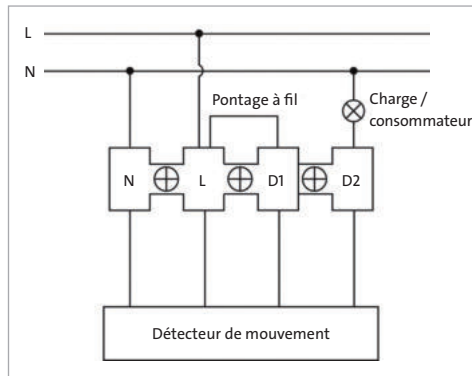 L
N
Pontage à fil
Charge /
consommateur
N
L
D1
D2
Détecteur de mouvement